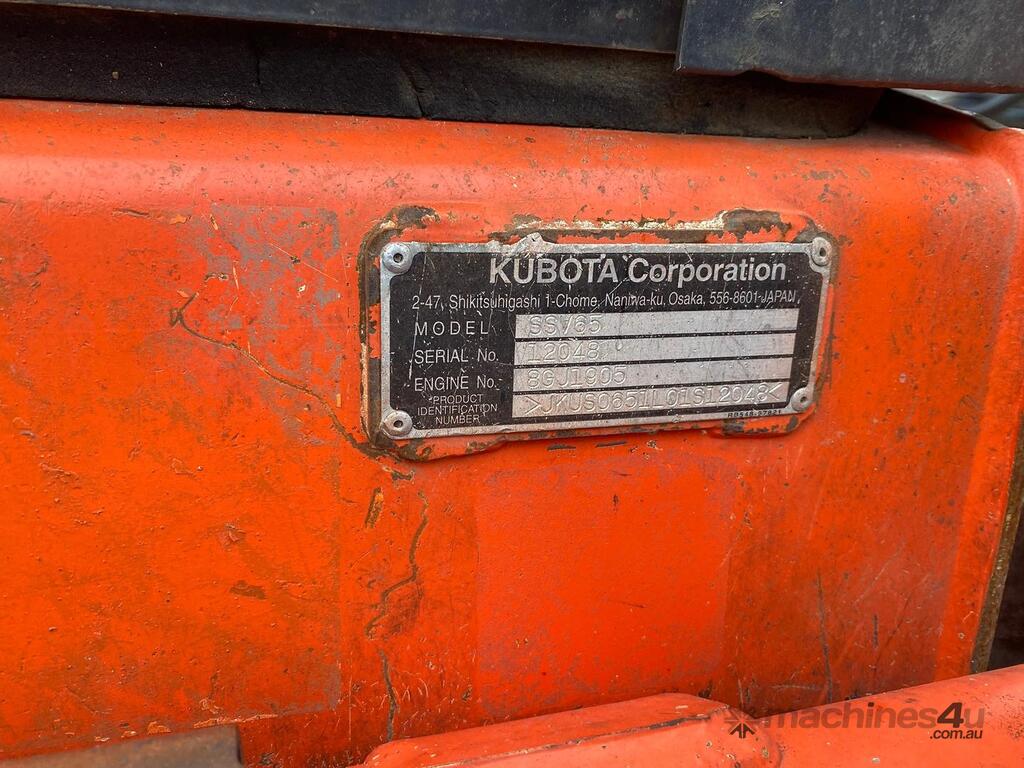 KUBOTA Corporation
2-47, Shikitsuhigashi 1-Chome, Naniwa-ku, Osaka, 556-8601 JAPAN
MODEL SSV65
SERIAL No. 12048
ENGINE No. 8GJ1905
PRODUCT IDENTIFICATION NUMBER >JKUS0651L01S12048<
machines4u
.com.au